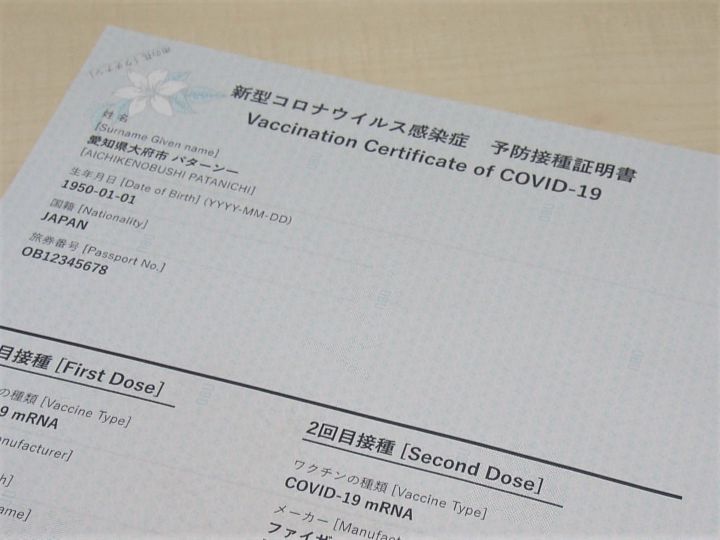 新型コロナウイルス感染症　予防接種証明書
Vaccination Certificate of COVID-19
姓 名
[Surname Given name]
愛知県大府市 パターシー
[AICHIKENOBUSHI PATANICHI]
生年月日 [Date of Birth] (YYYY-MM-DD)
1950-01-01
国籍 [Nationality]
JAPAN
旅券番号 [Passport No.]
OB12345678
目接種 [First Dose]
の種類 [Vaccine Type]
9 mRNA
anufacturer]
h]
ame]
2回目接種 [Second Dose]
ワクチンの種類 [Vaccine Type]
COVID-19 mRNA
メーカー [Manufact
ファイザ